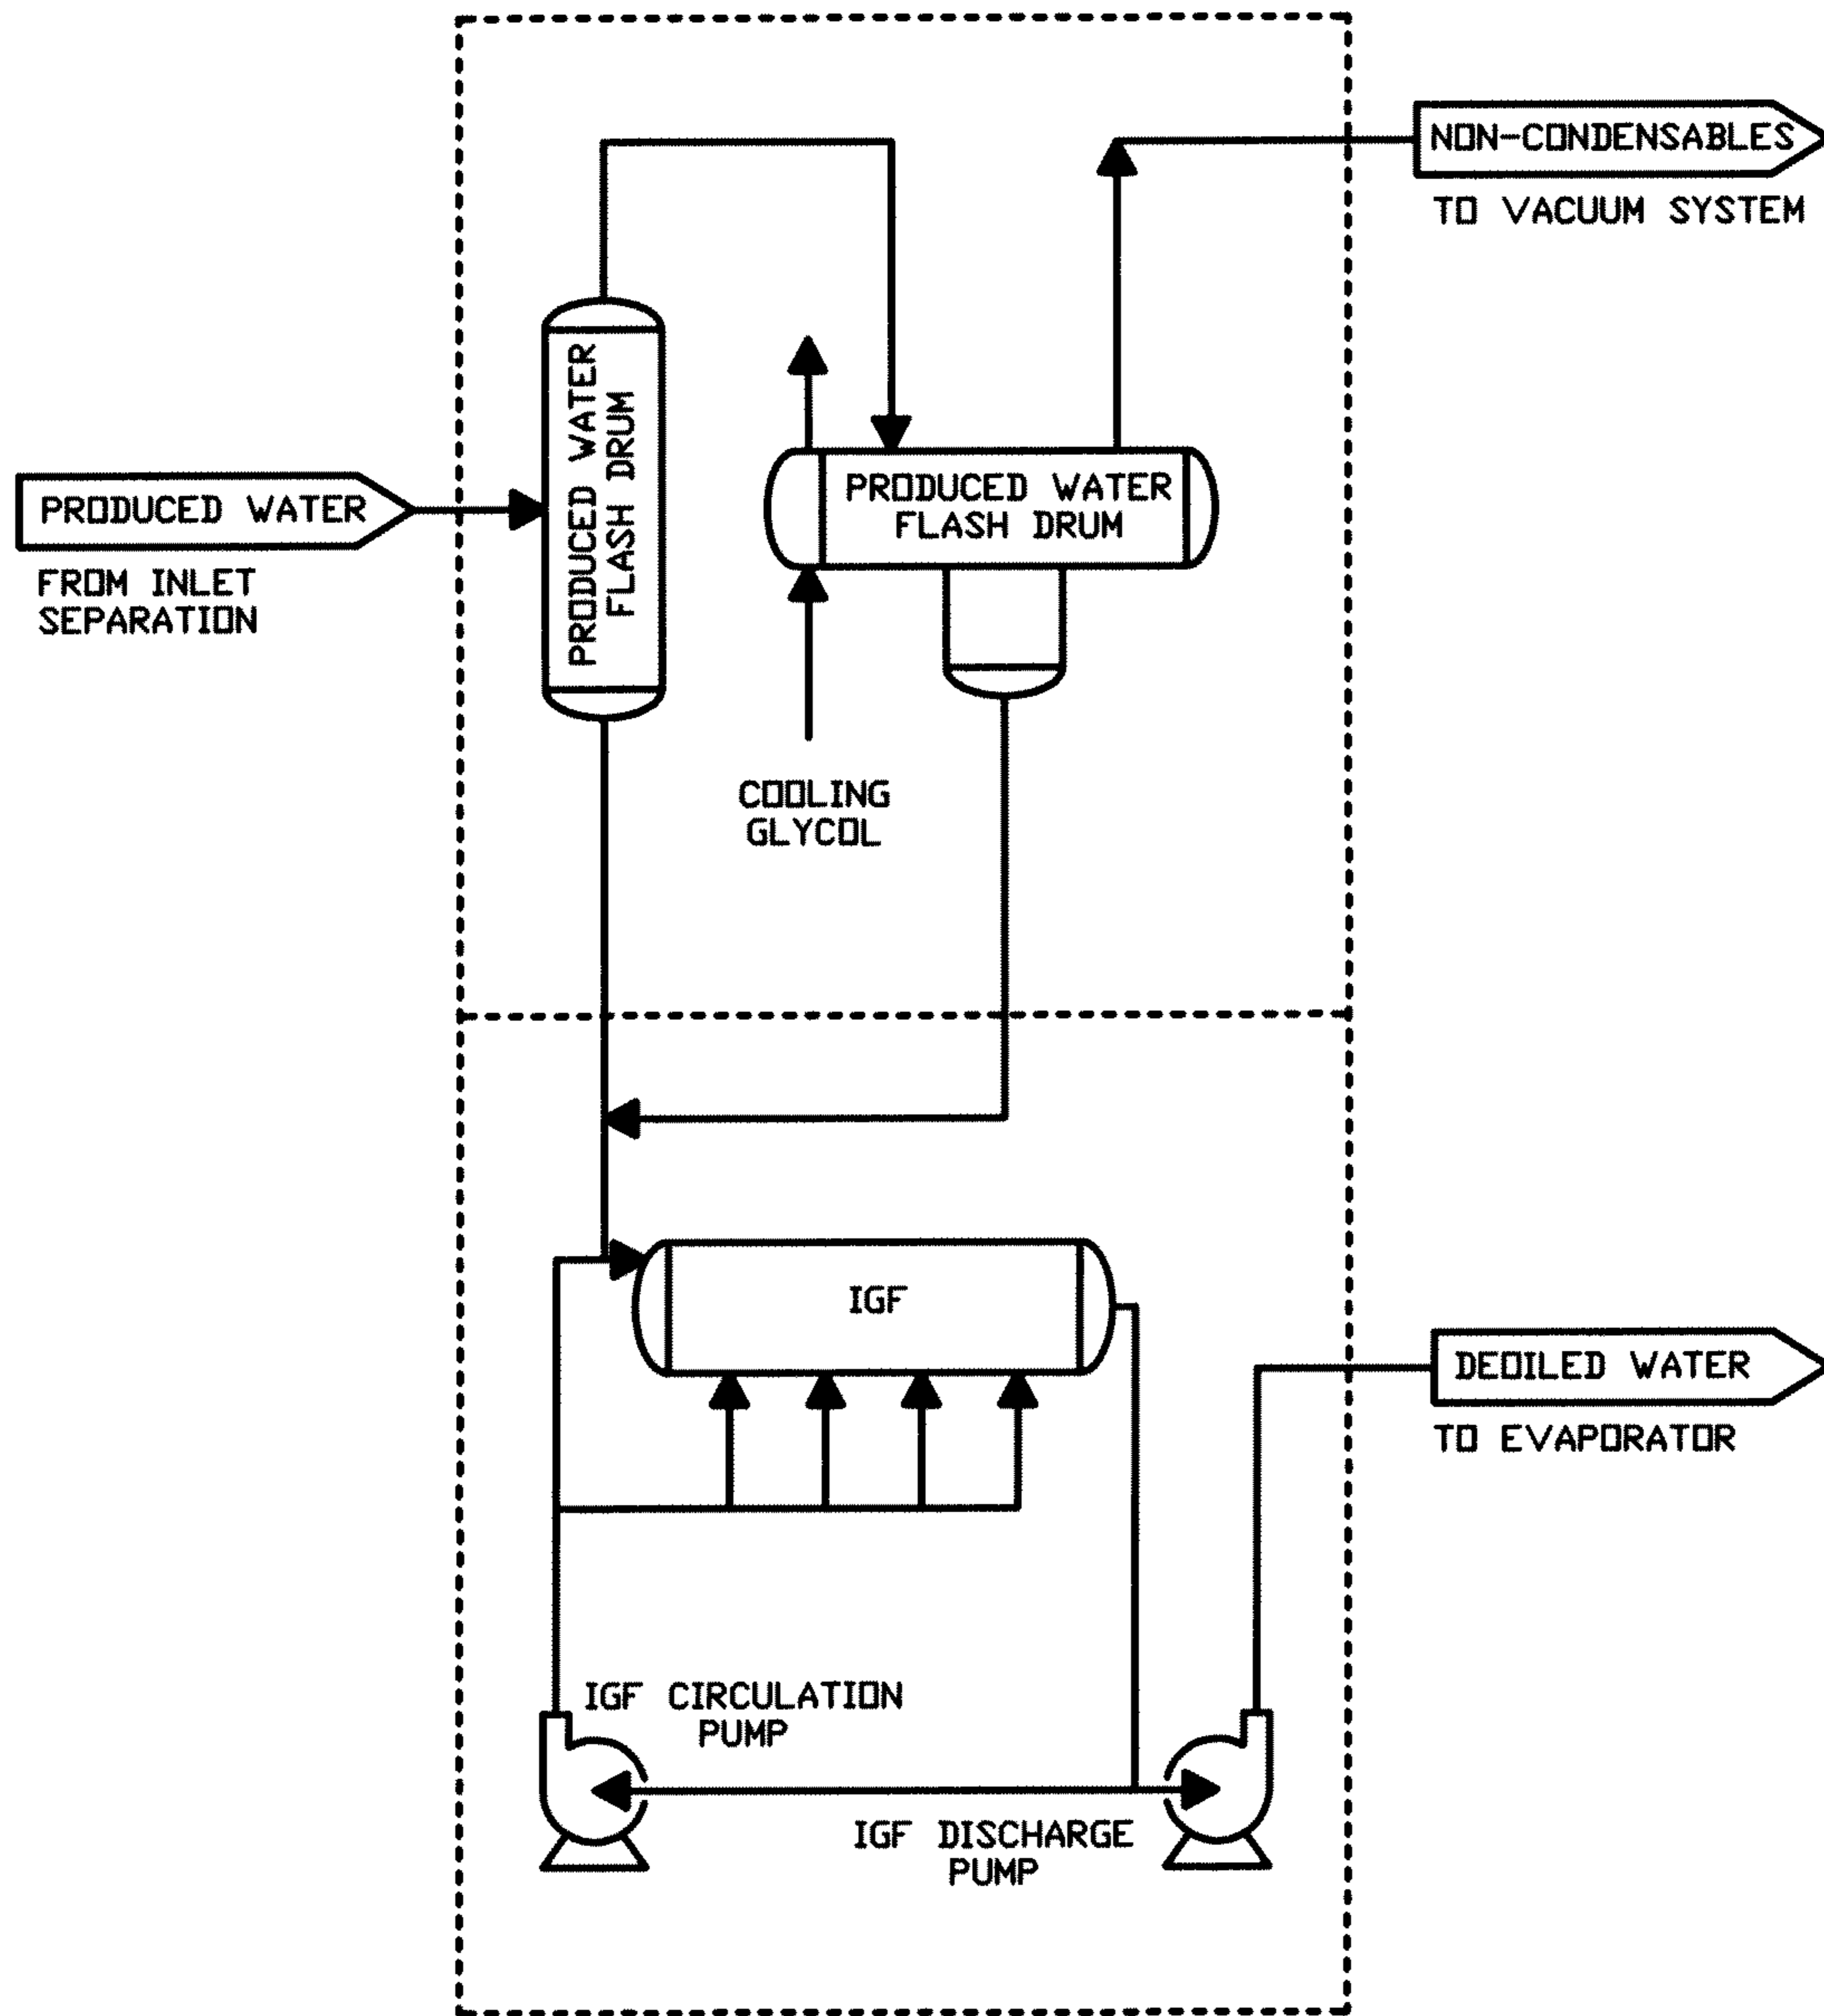 NON-CONDENSABLES
TO VACUUM SYSTEM
PRODUCED WATER
FROM INLET
SEPARATION
PRODUCED WATER
FLASH DRUM
PRODUCED WATER
FLASH DRUM
COOLING
GLYCOL
IGF
DEOILED WATER
TO EVAPORATOR
IGF CIRCULATION
PUMP
IGF DISCHARGE
PUMP